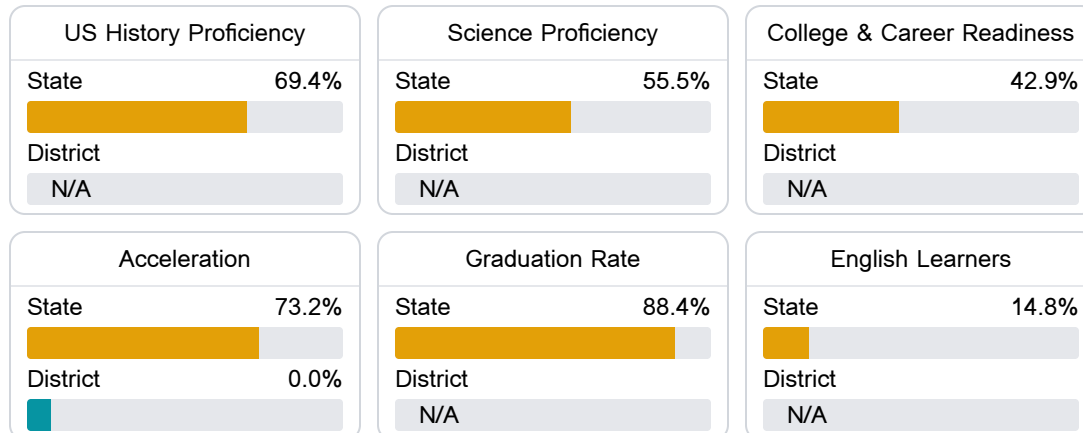 US History Proficiency
State 69.4%
District
N/A
Science Proficiency
State 55.5%
District
N/A
College & Career Readiness
State 42.9%
District
N/A
Acceleration
State 73.2%
District 0.0%
Graduation Rate
State 88.4%
District
N/A
English Learners
State 14.8%
District
N/A